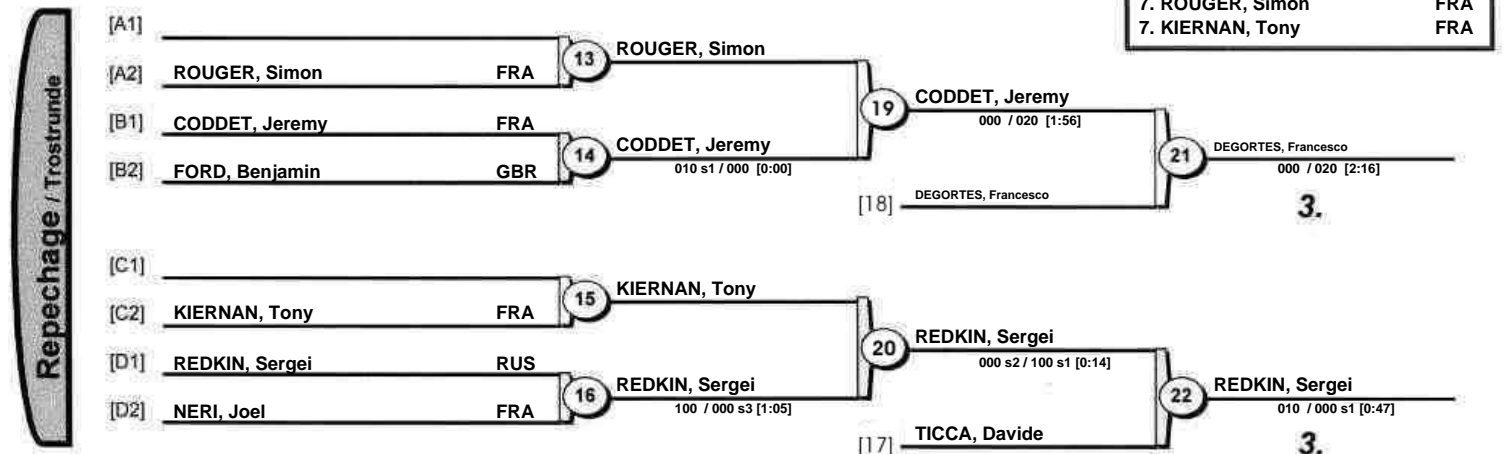 7. ROUGER, Simon FRA
7. KIERNAN, Tony FRA
Repechage / Trostrunde
[A1]
13 ROUGER, Simon
[A2] ROUGER, Simon FRA
19 CODDET, Jeremy
000 / 020 [1:56]
[B1] CODDET, Jeremy FRA
14 CODDET, Jeremy
010 s1 / 000 [0:00]
21 DEGORTES, Francesco
000 / 020 [2:16]
[B2] FORD, Benjamin GBR
[18] DEGORTES, Francesco
3.
[C1]
15 KIERNAN, Tony
[C2] KIERNAN, Tony FRA
20 REDKIN, Sergei
000 s2 / 100 s1 [0:14]
[D1] REDKIN, Sergei RUS
16 REDKIN, Sergei
100 / 000 s3 [1:05]
22 REDKIN, Sergei
010 / 000 s1 [0:47]
[D2] NERI, Joel FRA
[17] TICCA, Davide
3.